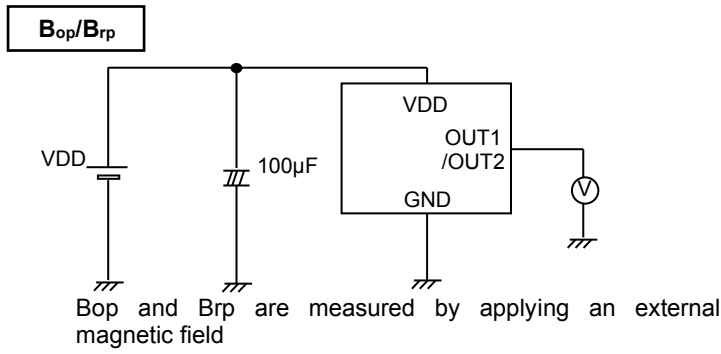 Bop/Brp
VDD
OUT1
/OUT2
VDD
100µF
GND
V
Bop and Brp are measured by applying an external
magnetic field